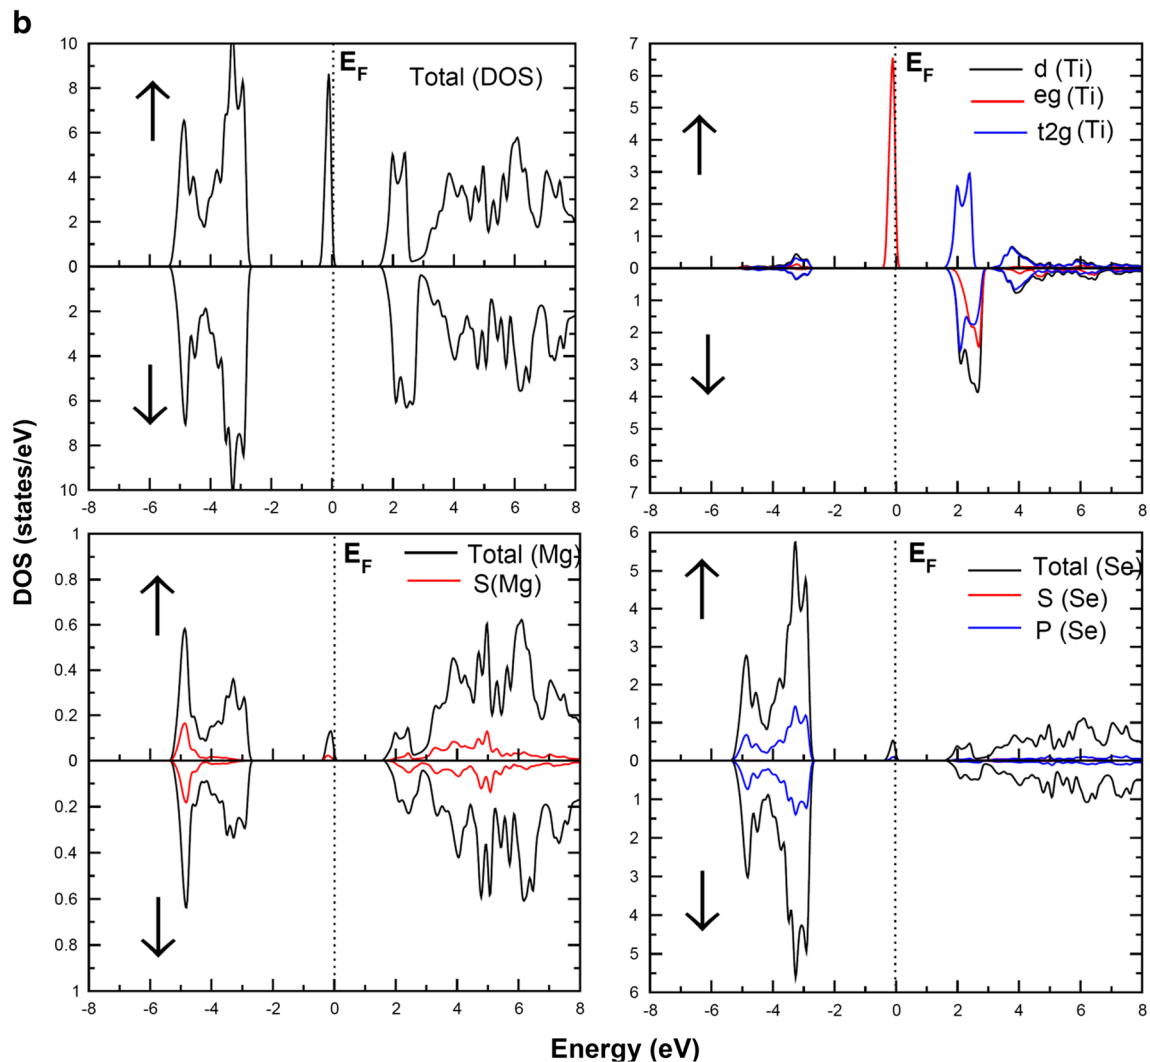 b
DOS (states/eV)
10
8
6
4
2
0
2
4
6
8
10
-8 -6 -4 -2 0 2 4 6 8
E_F
Total (DOS)
7
6
5
4
3
2
1
0
1
2
3
4
5
6
7
-8 -6 -4 -2 0 2 4 6 8
E_F
d (Ti)
eg (Ti)
t2g (Ti)
1
0.8
0.6
0.4
0.2
0
0.2
0.4
0.6
0.8
1
-8 -6 -4 -2 0 2 4 6 8
E_F
Total (Mg)
S(Mg)
6
5
4
3
2
1
0
1
2
3
4
5
6
-8 -6 -4 -2 0 2 4 6 8
E_F
Total (Se)
S (Se)
P (Se)
Energy (eV)